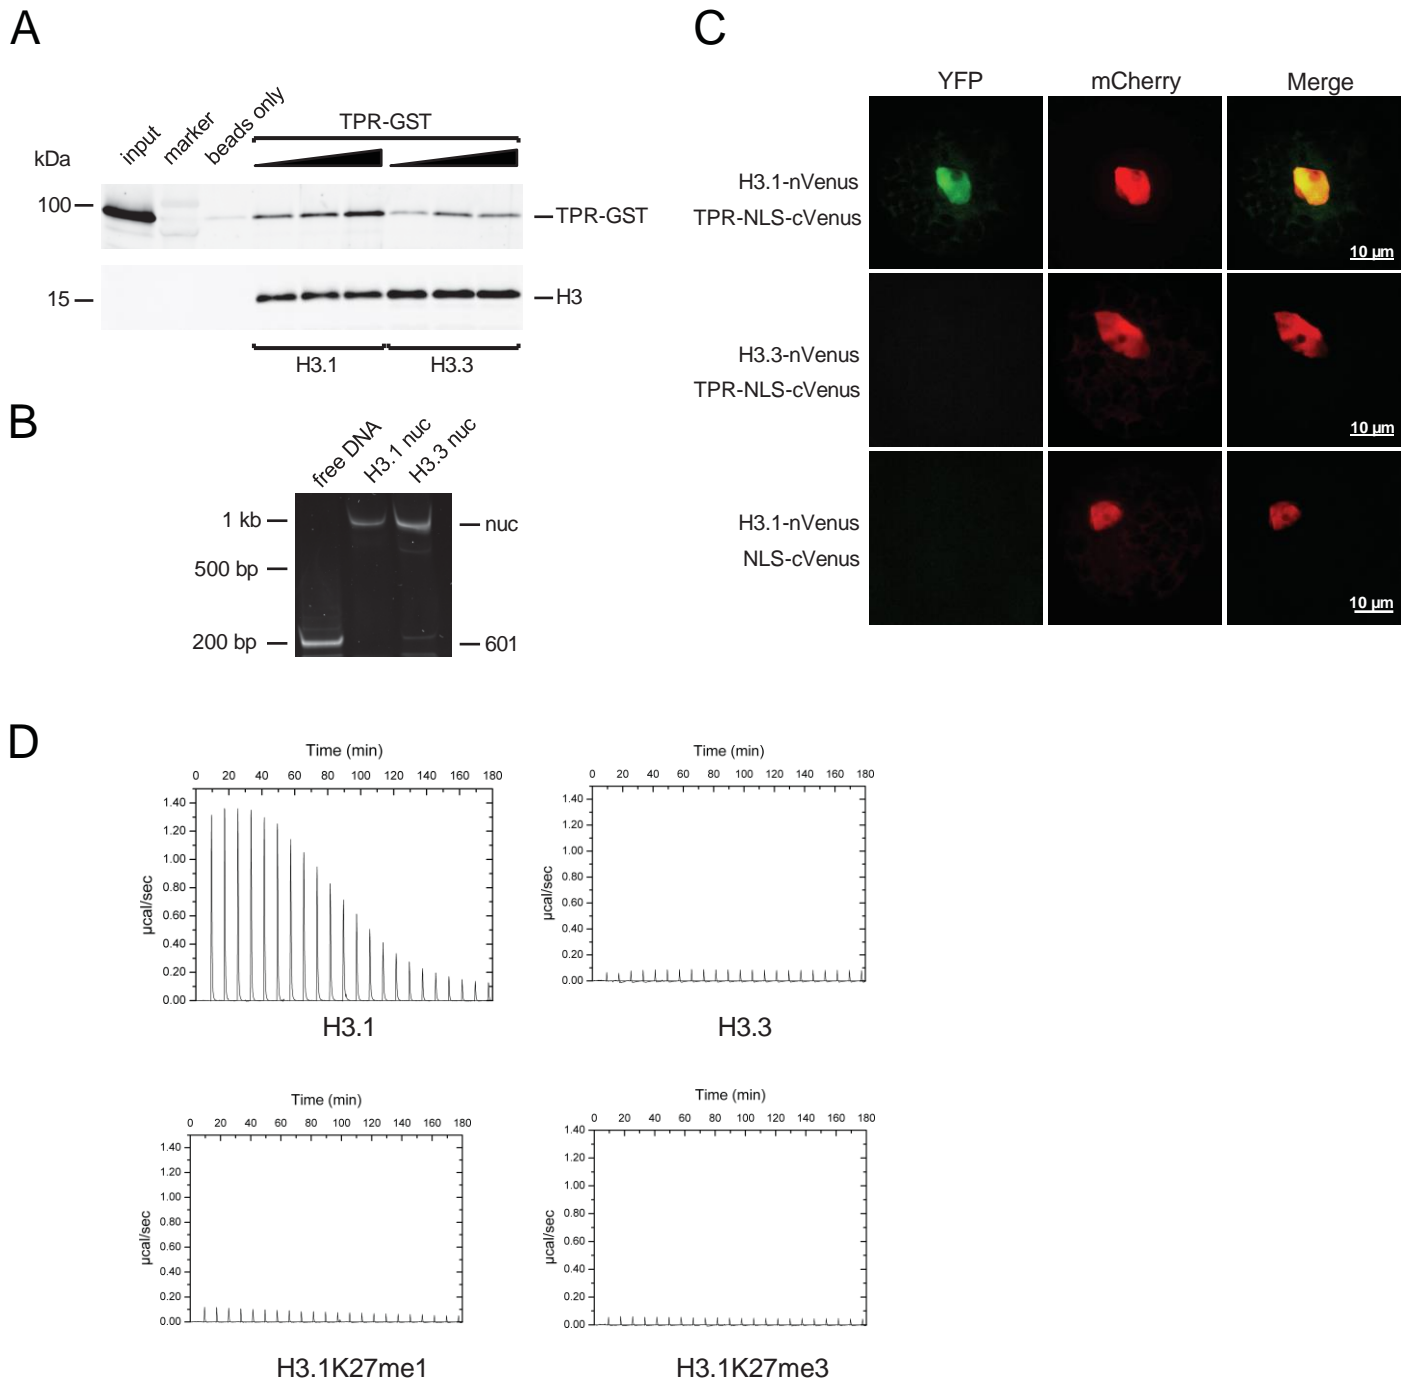 A
input
marker
beads only
TPR-GST
kDa
100
TPR-GST
15
H3
H3.1
H3.3
B
free DNA
H3.1 nuc
H3.3 nuc
1 kb
nuc
500 bp
200 bp
601
C
YFP
mCherry
Merge
H3.1-nVenus
TPR-NLS-cVenus
10 µm
H3.3-nVenus
TPR-NLS-cVenus
10 µm
H3.1-nVenus
NLS-cVenus
10 µm
D
Time (min)
0 20 40 60 80 100 120 140 160 180
1.40
1.20
1.00
0.80
0.60
0.40
0.20
0.00
µcal/sec
H3.1
Time (min)
0 20 40 60 80 100 120 140 160 180
1.40
1.20
1.00
0.80
0.60
0.40
0.20
0.00
µcal/sec
H3.3
Time (min)
0 20 40 60 80 100 120 140 160 180
1.40
1.20
1.00
0.80
0.60
0.40
0.20
0.00
µcal/sec
H3.1K27me1
Time (min)
0 20 40 60 80 100 120 140 160 180
1.40
1.20
1.00
0.80
0.60
0.40
0.20
0.00
µcal/sec
H3.1K27me3